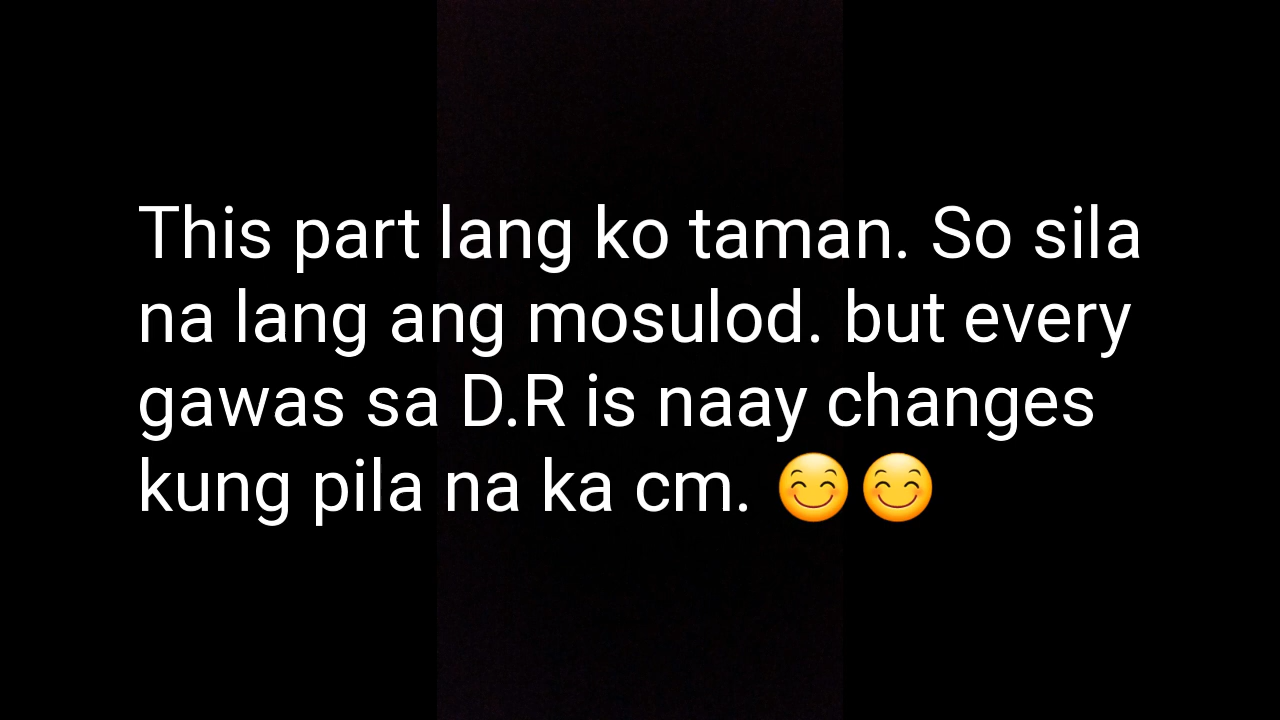 This part lang ko taman. So sila
na lang ang mosulod. but every
gawas sa D.R is naay changes
kung pila na ka cm. 😊😊